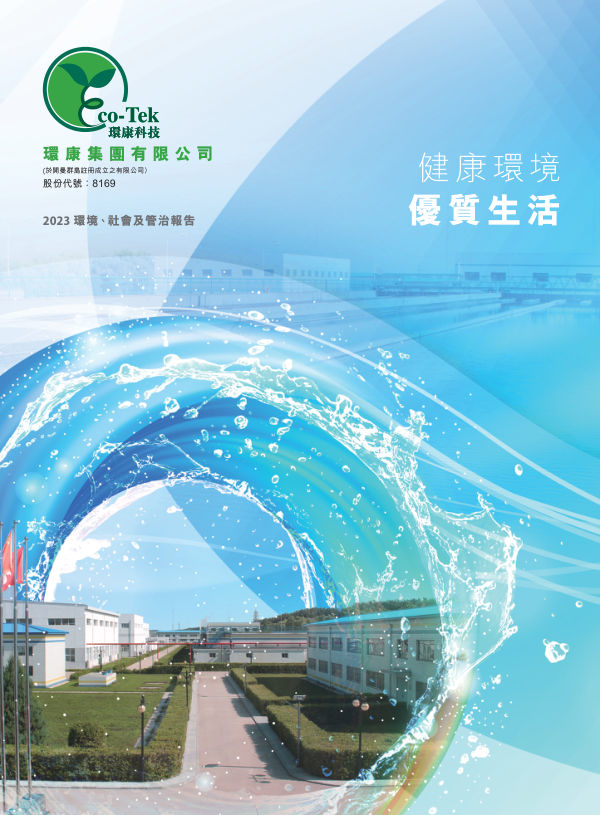 Eco-Tek
環康科技
環康集團有限公司
(於開曼群島註冊成立之有限公司)
股份代號：8169
2023 環境、社會及管治報告
健康環境
優質生活